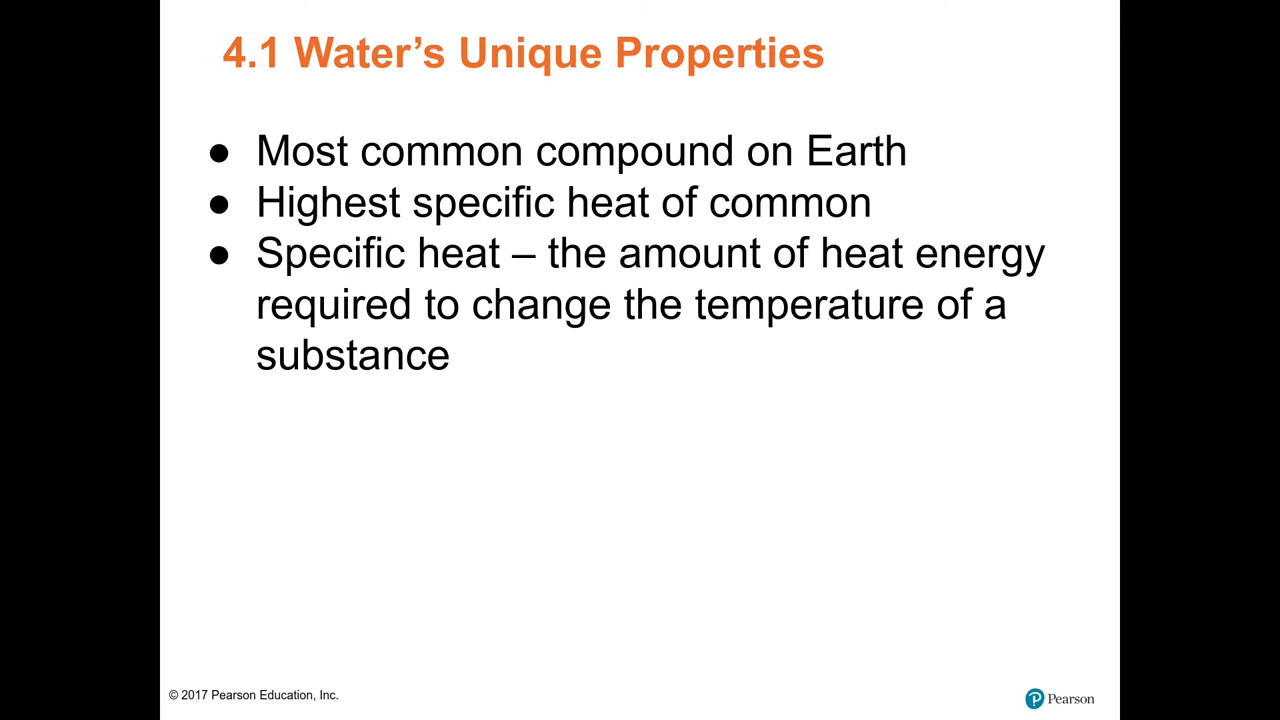 4.1 Water’s Unique Properties
● Most common compound on Earth
● Highest specific heat of common
● Specific heat – the amount of heat energy
required to change the temperature of a
substance
© 2017 Pearson Education, Inc.
P Pearson